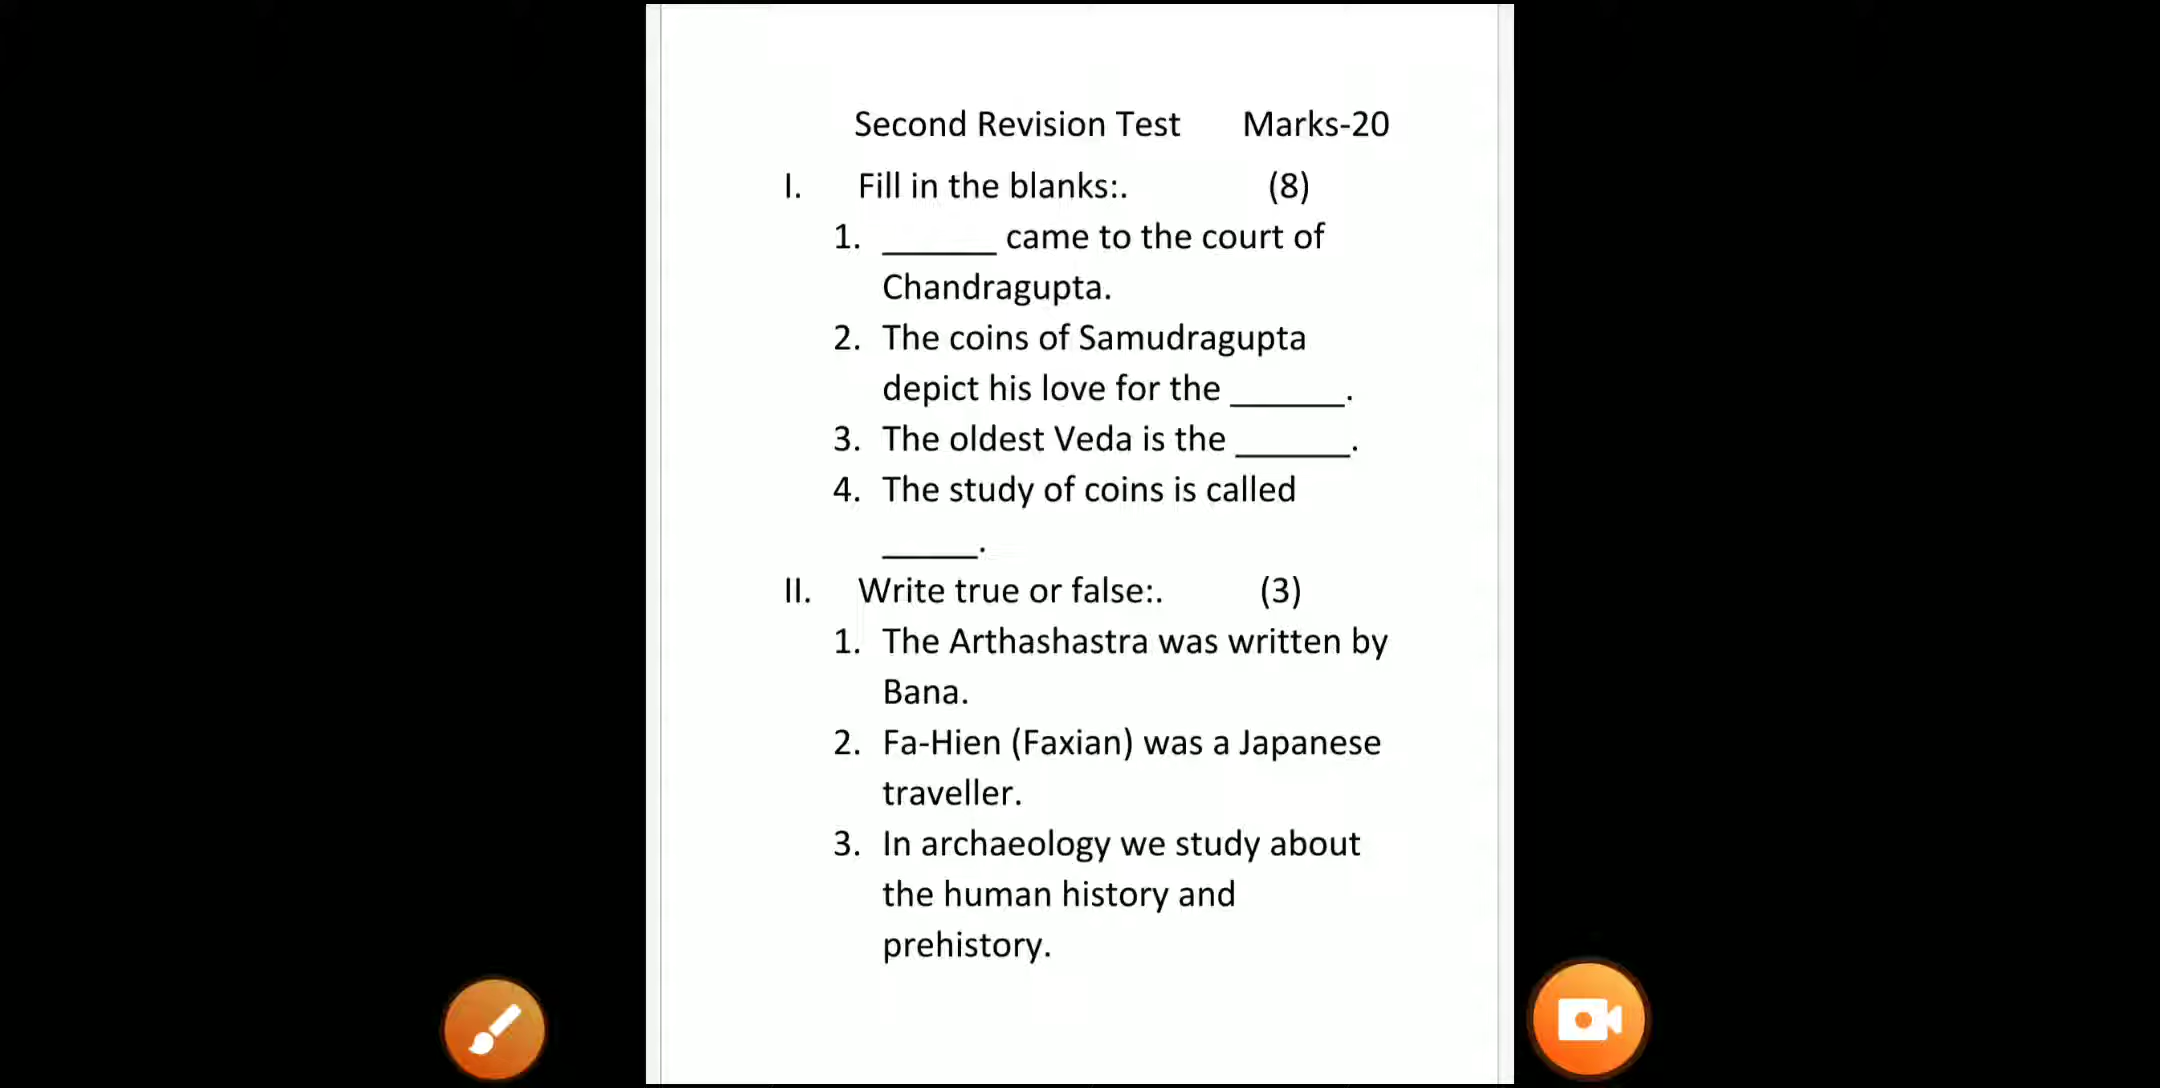 Second Revision Test Marks-20
I. Fill in the blanks:. (8)
1. ______ came to the court of
Chandragupta.
2. The coins of Samudragupta
depict his love for the ______.
3. The oldest Veda is the ______.
4. The study of coins is called
_____.
II. Write true or false:. (3)
1. The Arthashastra was written by
Bana.
2. Fa-Hien (Faxian) was a Japanese
traveller.
3. In archaeology we study about
the human history and
prehistory.